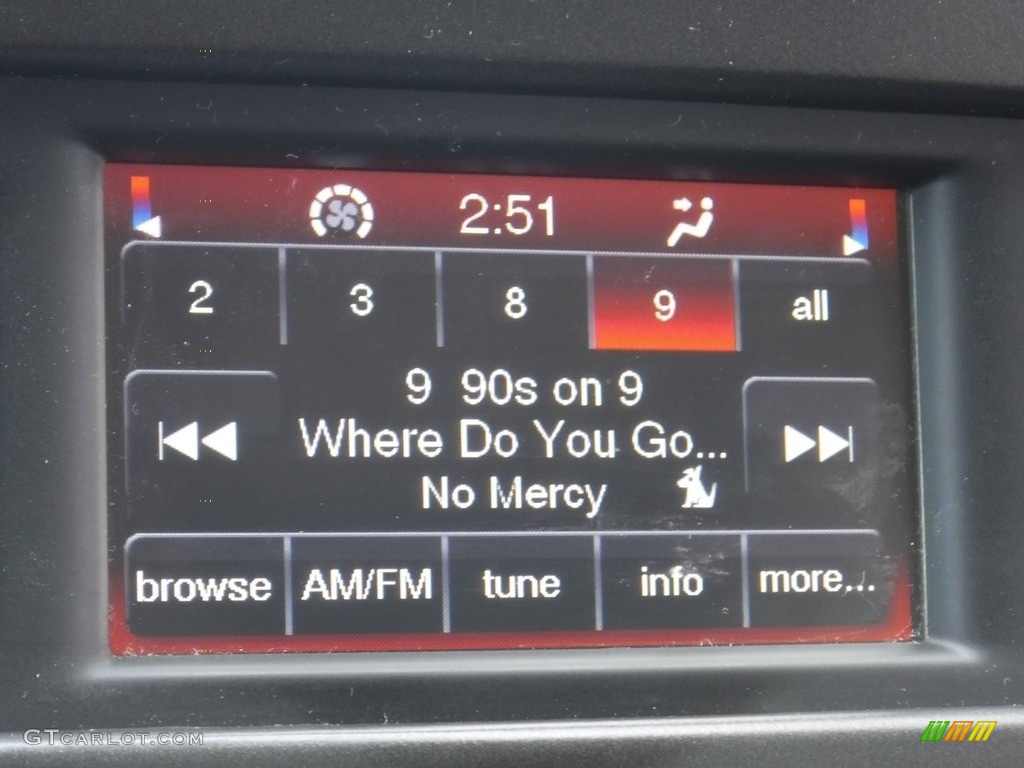 2:51
2 3 8 9 all
9 90s on 9
Where Do You Go...
No Mercy
browse AM/FM tune info more...
GTCARLOT.COM